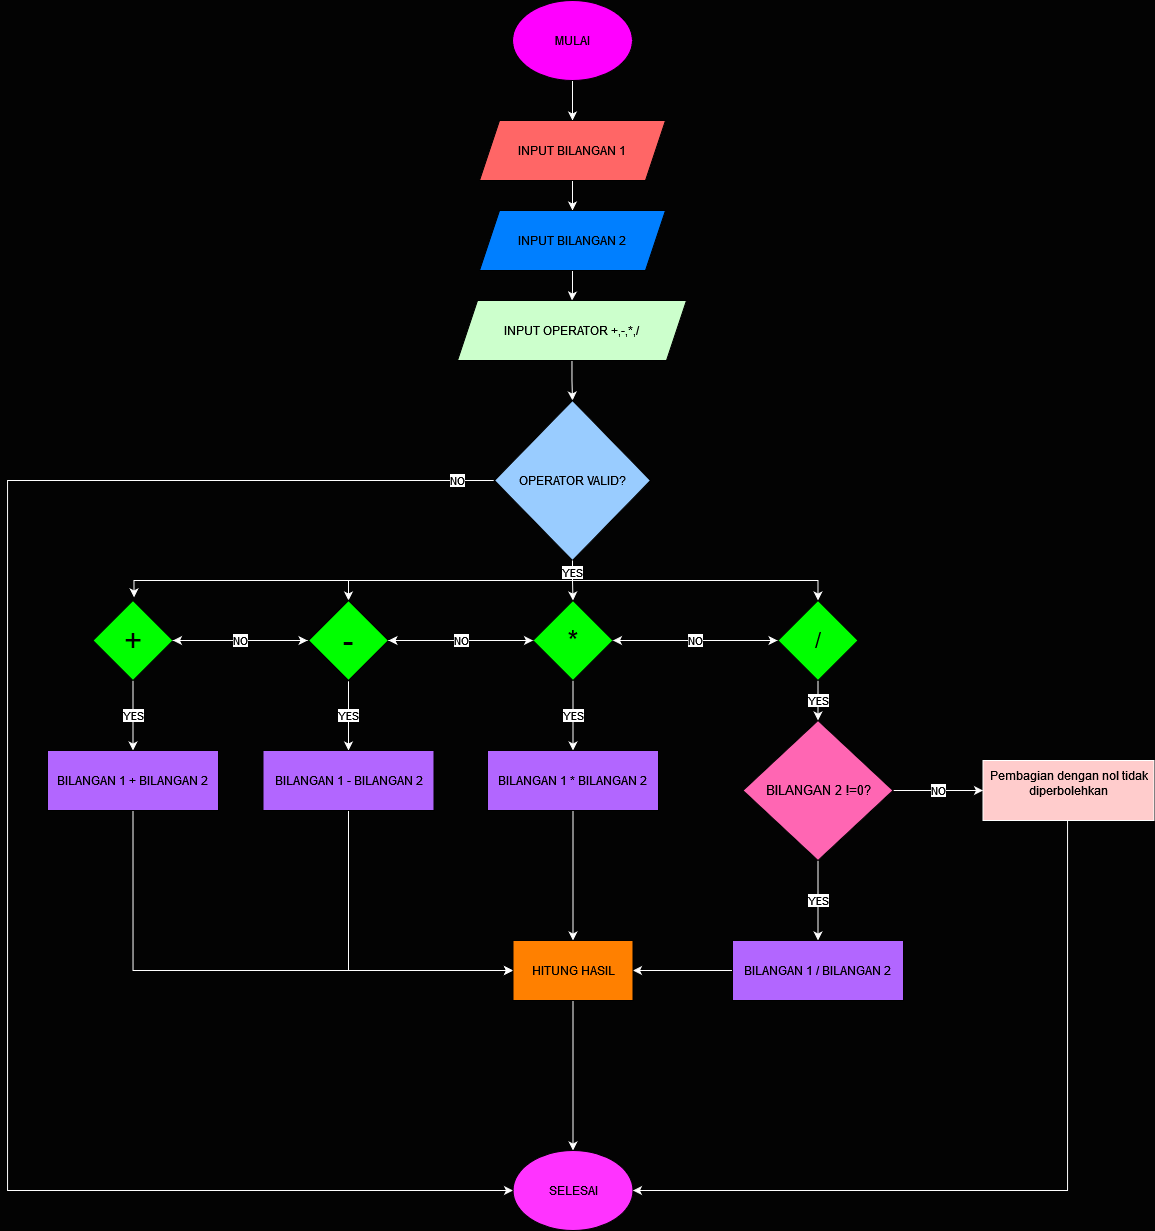 MULAI
INPUT BILANGAN 1
INPUT BILANGAN 2
INPUT OPERATOR +,-,*,/
OPERATOR VALID?
NO
YES
+
NO
-
NO
*
NO
/
YES
YES
YES
YES
BILANGAN 1 + BILANGAN 2
BILANGAN 1 - BILANGAN 2
BILANGAN 1 * BILANGAN 2
BILANGAN 2 !=0?
NO
Pembagian dengan nol tidak
diperbolehkan
YES
HITUNG HASIL
BILANGAN 1 / BILANGAN 2
SELESAI